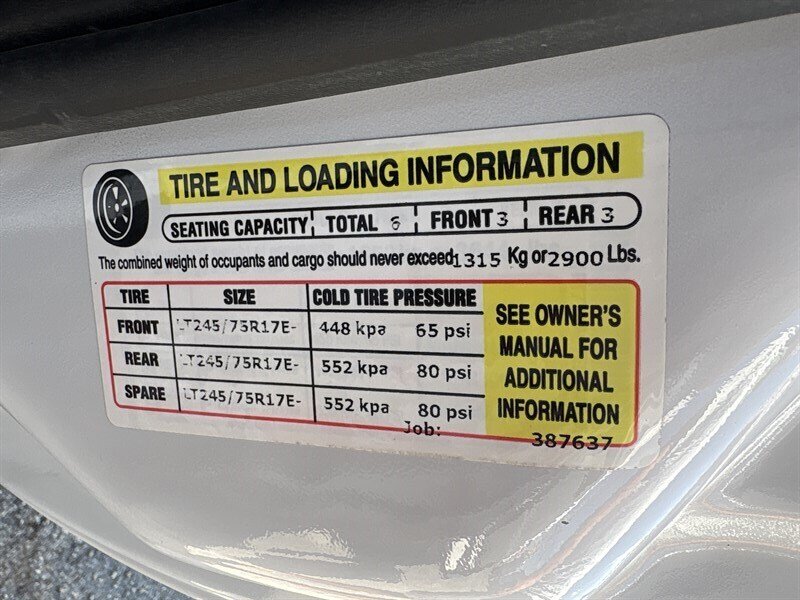 TIRE AND LOADING INFORMATION
SEATING CAPACITY TOTAL 6 FRONT 3 REAR 3
The combined weight of occupants and cargo should never exceed 1315 Kg or 2900 Lbs.
TIRE SIZE COLD TIRE PRESSURE
FRONT LT245/75R17E- 448 kpa 65 psi
REAR LT245/75R17E- 552 kpa 80 psi
SPARE LT245/75R17E- 552 kpa 80 psi
SEE OWNER'S
MANUAL FOR
ADDITIONAL
INFORMATION
Job: 387637